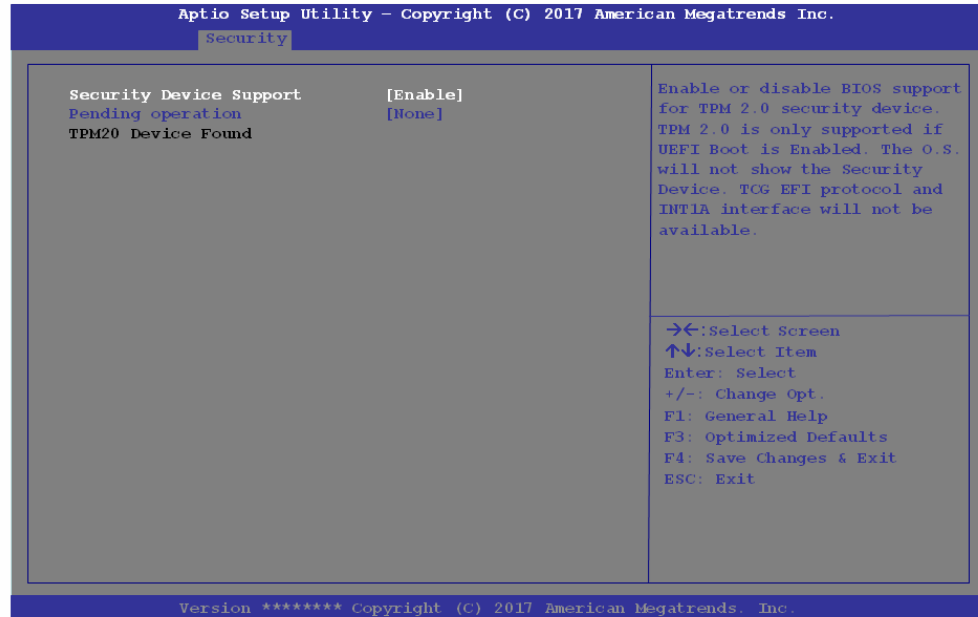 Aptio Setup Utility – Copyright (C) 2017 American Megatrends Inc.
Security
Security Device Support [Enable]
Pending operation [None]
TPM20 Device Found
Enable or disable BIOS support
for TPM 2.0 security device.
TPM 2.0 is only supported if
UEFI Boot is Enabled. The O.S.
will not show the Security
Device. TCG EFI protocol and
INT1A interface will not be
available.
→←:Select Screen
↑↓:Select Item
Enter: Select
+/-: Change Opt.
F1: General Help
F3: Optimized Defaults
F4: Save Changes & Exit
ESC: Exit
Version ******** Copyright (C) 2017 American Megatrends. Inc.